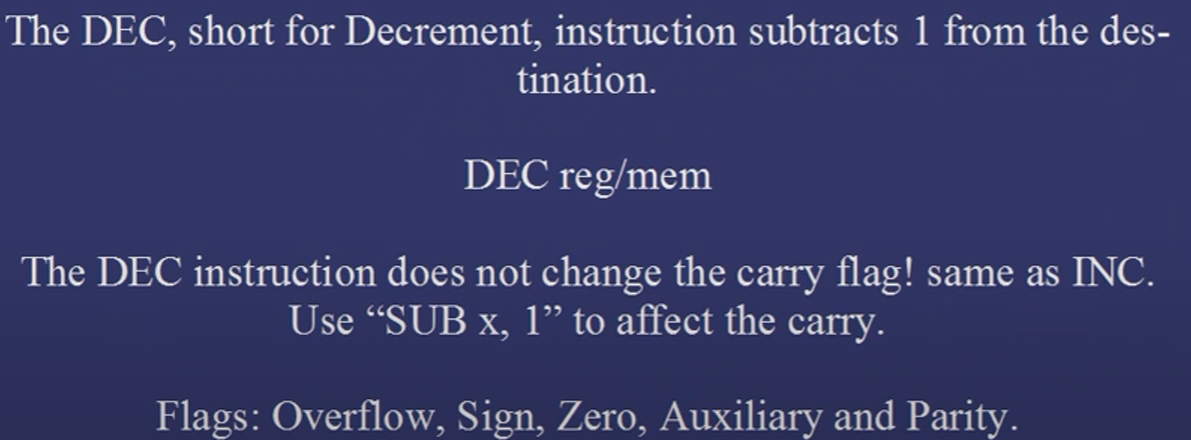 The DEC, short for Decrement, instruction subtracts 1 from the des-
tination.
DEC reg/mem
The DEC instruction does not change the carry flag! same as INC.
Use “SUB x, 1” to affect the carry.
Flags: Overflow, Sign, Zero, Auxiliary and Parity.